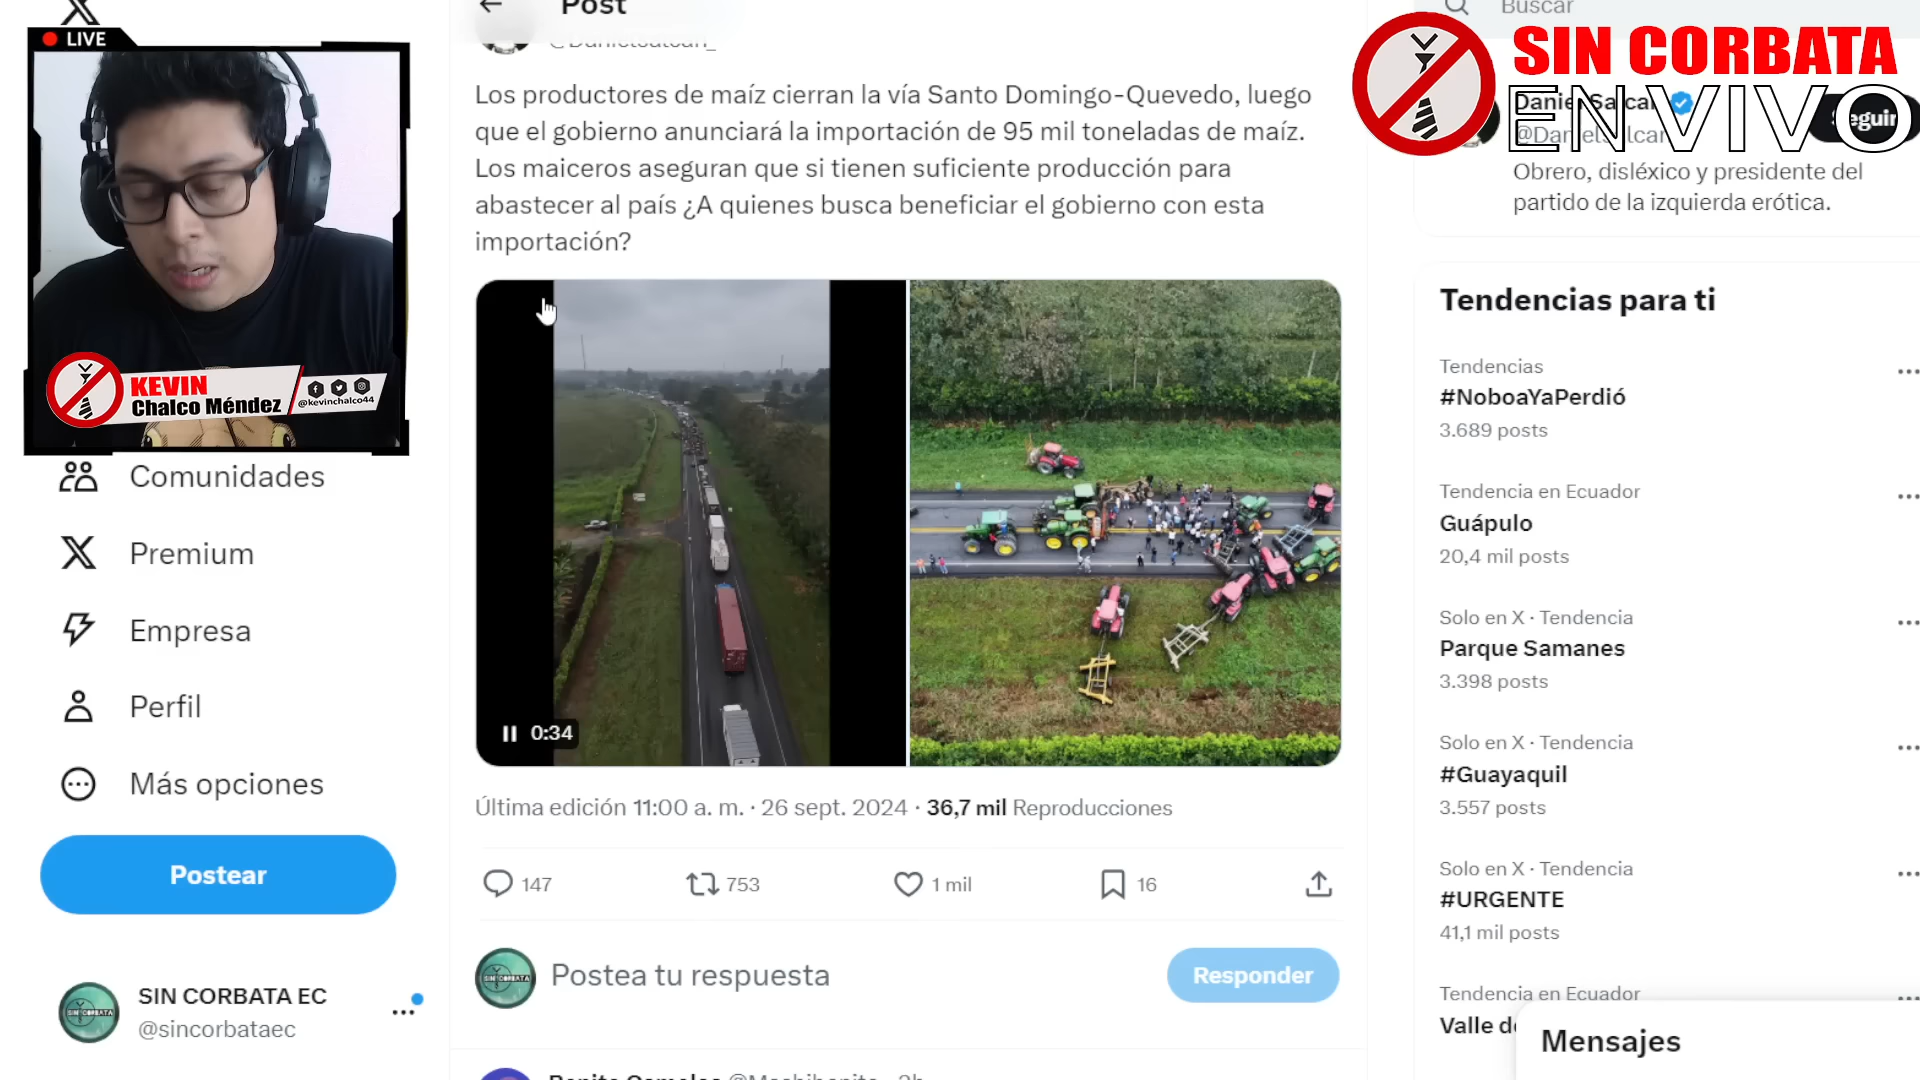 LIVE
Post
SIN CORBATA
EN VIVO
Buscar
@Danielsalcan_
Seguir
Obrero, disléxico y presidente del
partido de la izquierda erótica.
Los productores de maíz cierran la vía Santo Domingo-Quevedo, luego
que el gobierno anunciará la importación de 95 mil toneladas de maíz.
Los maiceros aseguran que si tienen suficiente producción para
abastecer al país ¿A quienes busca beneficiar el gobierno con esta
importación?
KEVIN
Chalco Méndez
@kevinchalco44
Comunidades
Premium
Empresa
Perfil
Más opciones
Postear
SIN CORBATA EC
@sincorbataec
0:34
Última edición 11:00 a. m. · 26 sept. 2024 · 36,7 mil Reproducciones
147
753
1 mil
16
SIN CORBATA
Postea tu respuesta
Responder
Tendencias para ti
Tendencias
#NoboaYaPerdió
3.689 posts
Tendencia en Ecuador
Guápulo
20,4 mil posts
Solo en X · Tendencia
Parque Samanes
3.398 posts
Solo en X · Tendencia
#Guayaquil
3.557 posts
Solo en X · Tendencia
#URGENTE
41,1 mil posts
Tendencia en Ecuador
Valle
Mensajes